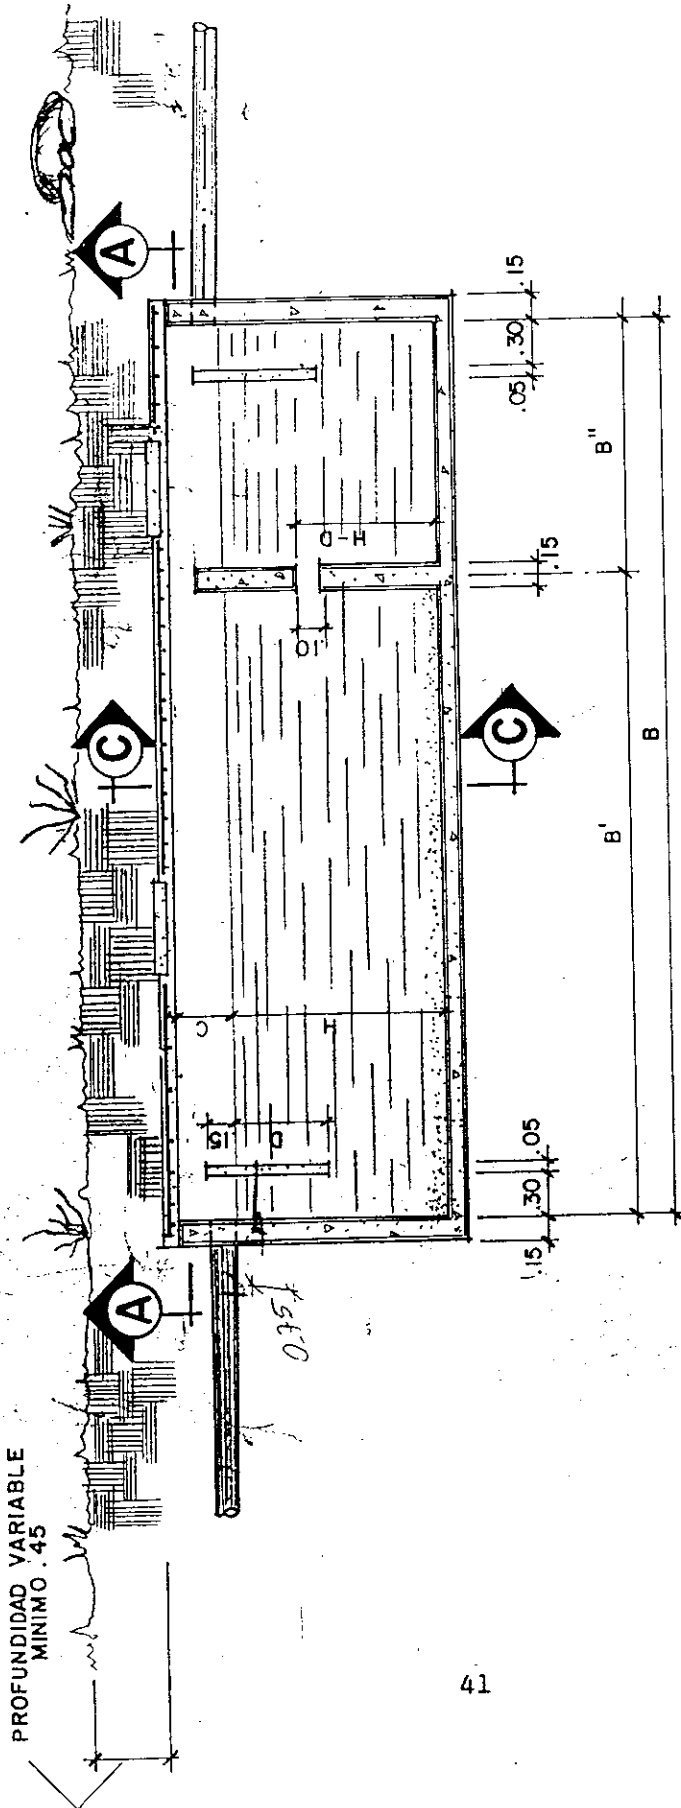 PROFUNDIDAD VARIABLE
MINIMO .45
A
C
A
.15
D
C
H
.10
H-D
0.75
C
.15
.30
.05
.15
.05
.30
.15
B'
B"
B
41